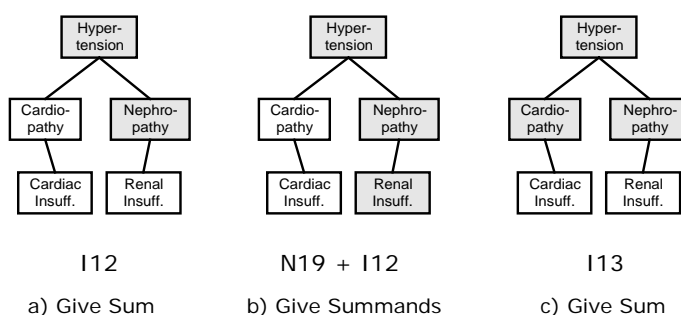 Hyper-
tension
Cardio-
pathy
Nephro-
pathy
Cardiac
Insuff.
Renal
Insuff.
I12
a) Give Sum
Hyper-
tension
Cardio-
pathy
Nephro-
pathy
Cardiac
Insuff.
Renal
Insuff.
N19 + I12
b) Give Summands
Hyper-
tension
Cardio-
pathy
Nephro-
pathy
Cardiac
Insuff.
Renal
Insuff.
I13
c) Give Sum